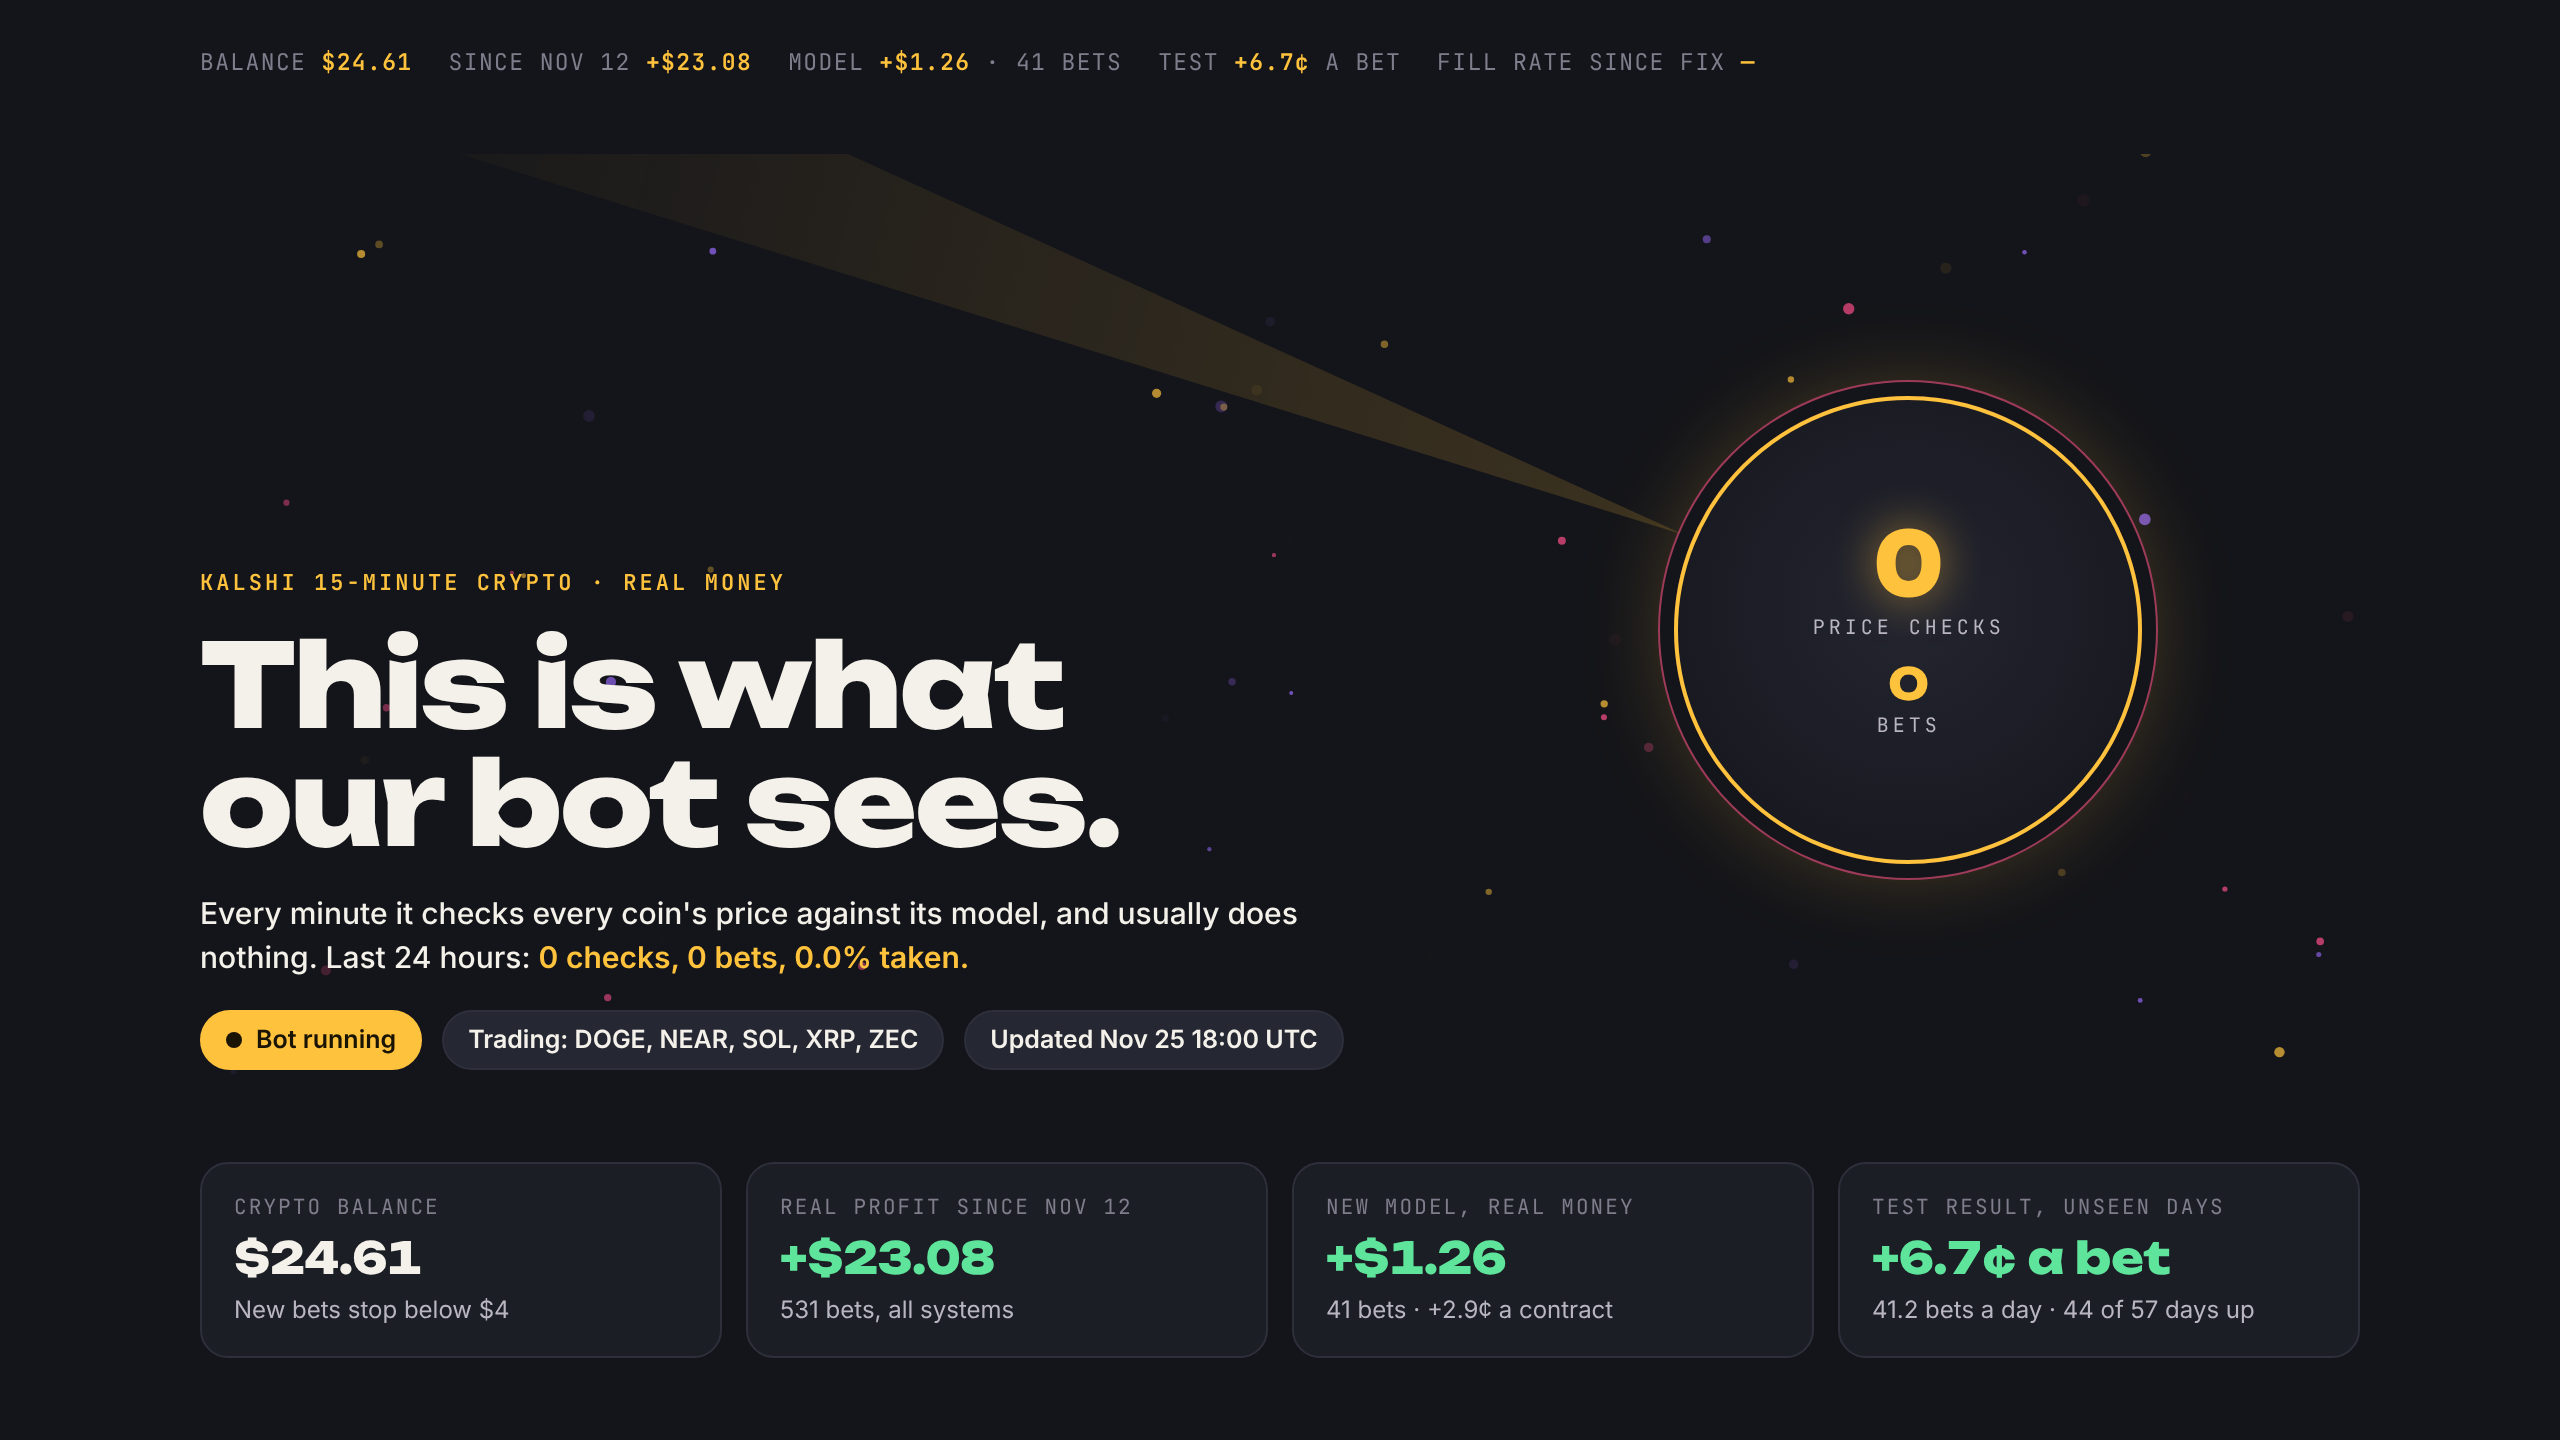 BALANCE $24.61 SINCE NOV 12 +$23.08 MODEL +$1.26 · 41 BETS TEST +6.7¢ A BET FILL RATE SINCE FIX —
KALSHI 15-MINUTE CRYPTO · REAL MONEY
This is what
our bot sees.
Every minute it checks every coin's price against its model, and usually does
nothing. Last 24 hours: 0 checks, 0 bets, 0.0% taken.
Bot running
Trading: DOGE, NEAR, SOL, XRP, ZEC
Updated Nov 25 18:00 UTC
0
PRICE CHECKS
0
BETS
CRYPTO BALANCE
$24.61
New bets stop below $4
REAL PROFIT SINCE NOV 12
+$23.08
531 bets, all systems
NEW MODEL, REAL MONEY
+$1.26
41 bets · +2.9¢ a contract
TEST RESULT, UNSEEN DAYS
+6.7¢ a bet
41.2 bets a day · 44 of 57 days up